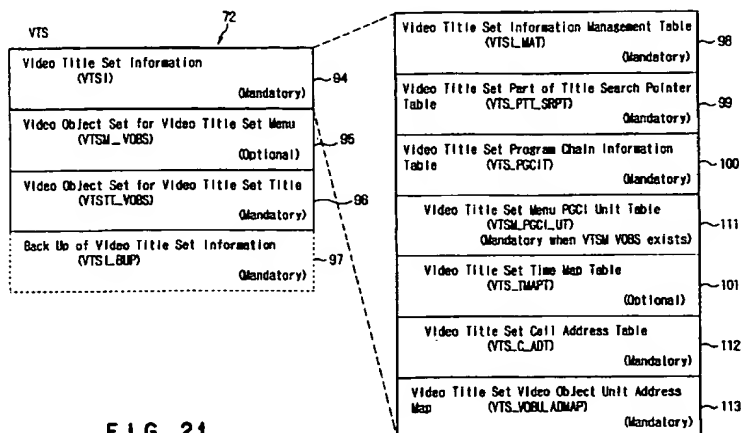 VTS
72
Video Title Set Information
(VTSI)
(Mandatory)
94
Video Object Set for Video Title Set Menu
(VTSM_VOBS)
(Optional)
95
Video Object Set for Video Title Set Title
(VTSTT_VOBS)
(Mandatory)
96
Back Up of Video Title Set Information
(VTSI_BUP)
(Mandatory)
97
Video Title Set Information Management Table
(VTSI_MAT)
(Mandatory)
98
Video Title Set Part of Title Search Pointer
Table (VTS_PTT_SRPT)
(Mandatory)
99
Video Title Set Program Chain Information
Table (VTS_PGCIT)
(Mandatory)
100
Video Title Set Menu PGCI Unit Table
(VTSM_PGCI_UT)
(Mandatory when VTSM VOBS exists)
111
Video Title Set Time Map Table
(VTS_TMAPT)
(Optional)
101
Video Title Set Cell Address Table
(VTS_C_ADT)
(Mandatory)
112
Video Title Set Video Object Unit Address
Map (VTS_VOBU_ADMAP)
(Mandatory)
113
FIG. 21